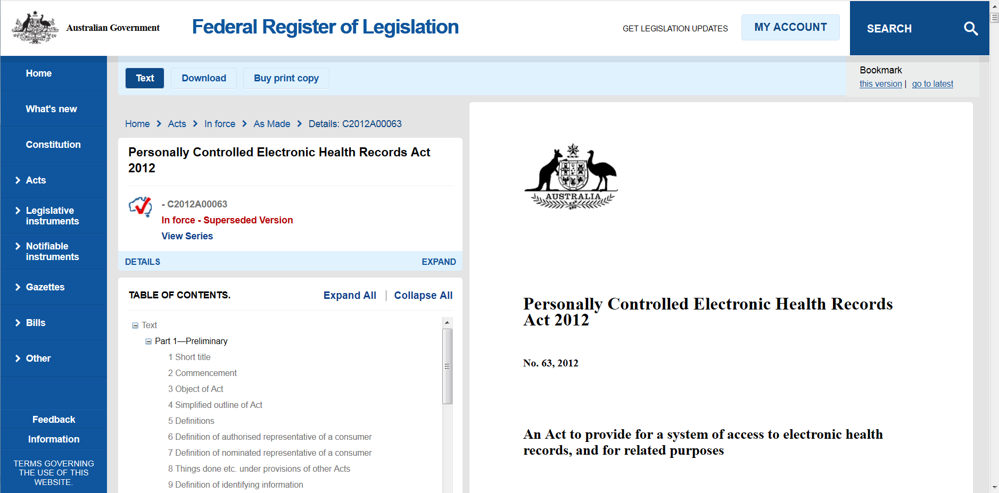 Australian Government
Federal Register of Legislation
GET LEGISLATION UPDATES
MY ACCOUNT
SEARCH
Home
What's new
Constitution
Acts
Legislative
instruments
Notifiable
instruments
Gazettes
Bills
Other
Feedback
Information
TERMS GOVERNING
THE USE OF THIS
WEBSITE.
Text
Download
Buy print copy
Bookmark
this version | go to latest
Home > Acts > In force > As Made > Details: C2012A00063
Personally Controlled Electronic Health Records Act
2012
- C2012A00063
In force - Superseded Version
View Series
DETAILS
EXPAND
TABLE OF CONTENTS.
Expand All | Collapse All
Text
Part 1—Preliminary
1 Short title
2 Commencement
3 Object of Act
4 Simplified outline of Act
5 Definitions
6 Definition of authorised representative of a consumer
7 Definition of nominated representative of a consumer
8 Things done etc. under provisions of other Acts
9 Definition of identifying information
AUSTRALIA
Personally Controlled Electronic Health Records
Act 2012
No. 63, 2012
An Act to provide for a system of access to electronic health
records, and for related purposes